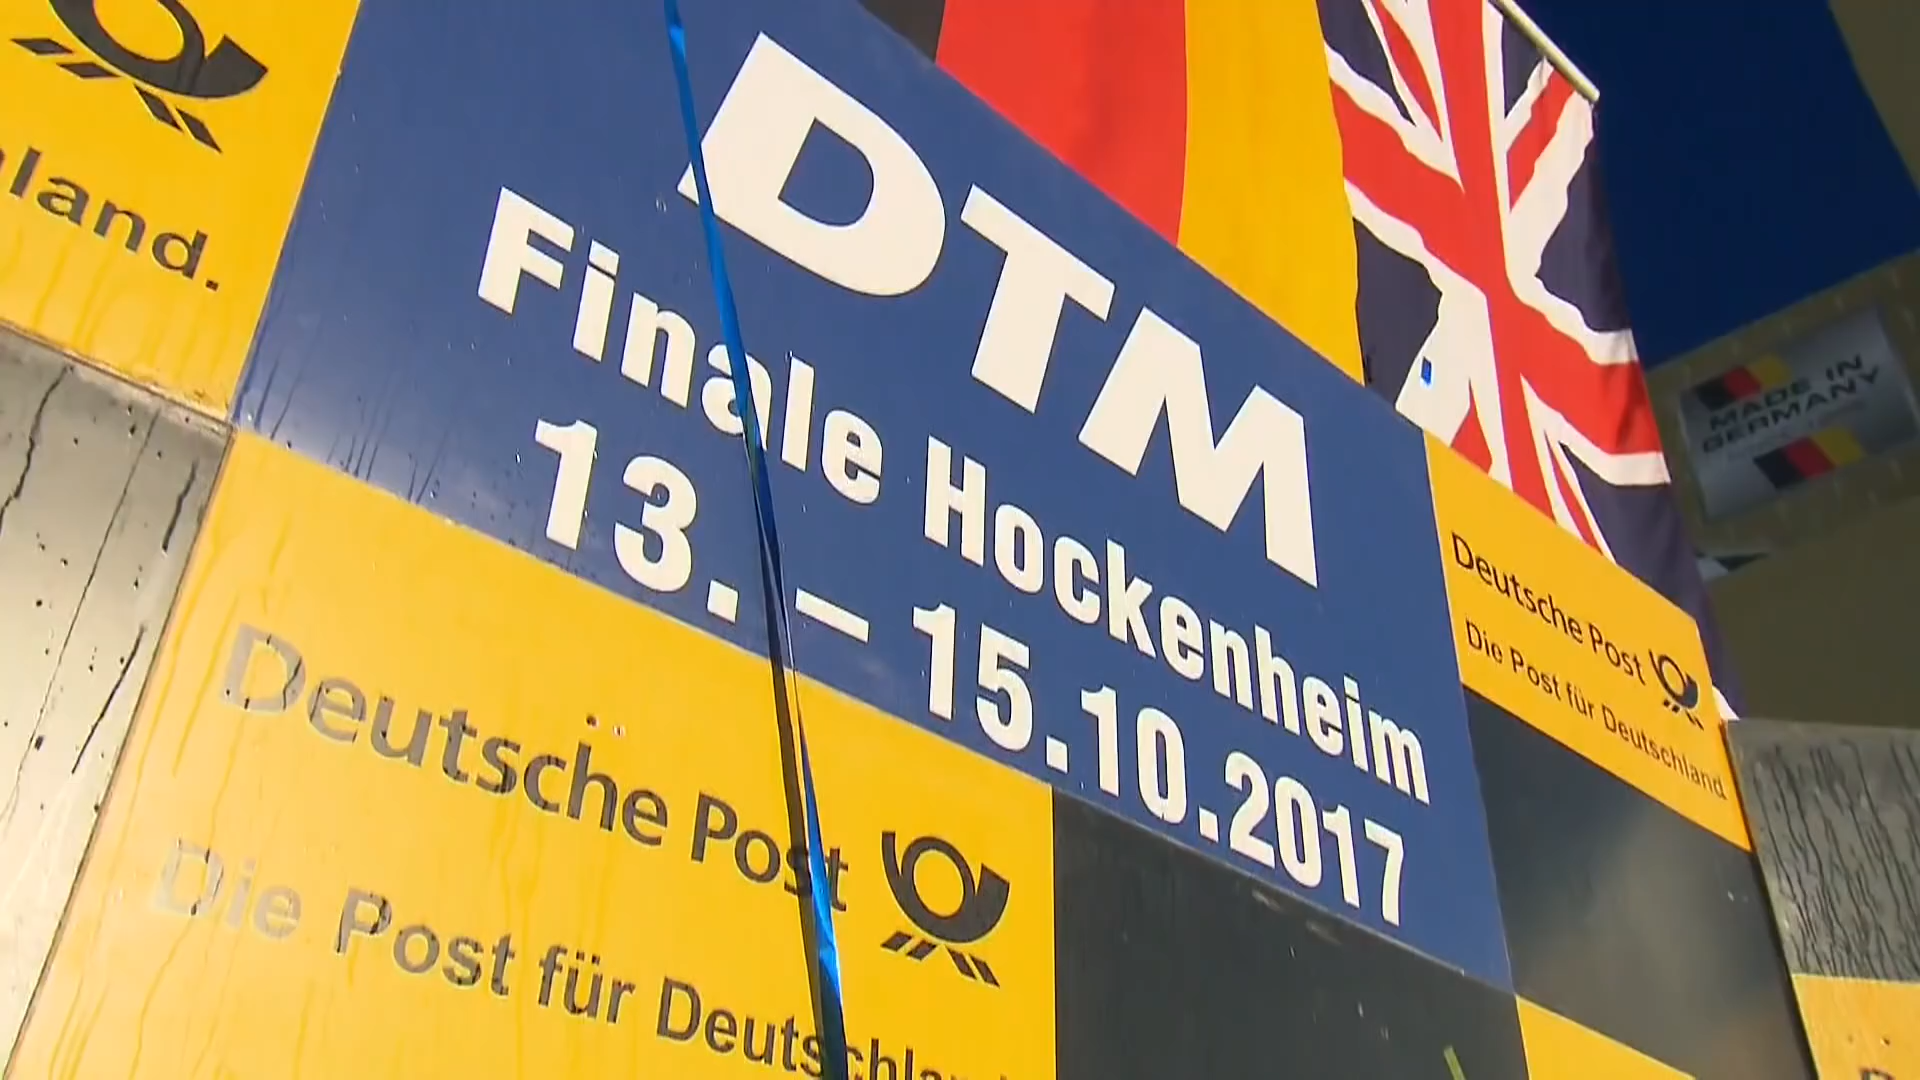 land.
DTM
Finale Hockenheim
13. – 15.10.2017
Deutsche Post
Die Post für Deutschland
MADE IN
GERMANY
Deutsche Post
Die Post für Deutschlan